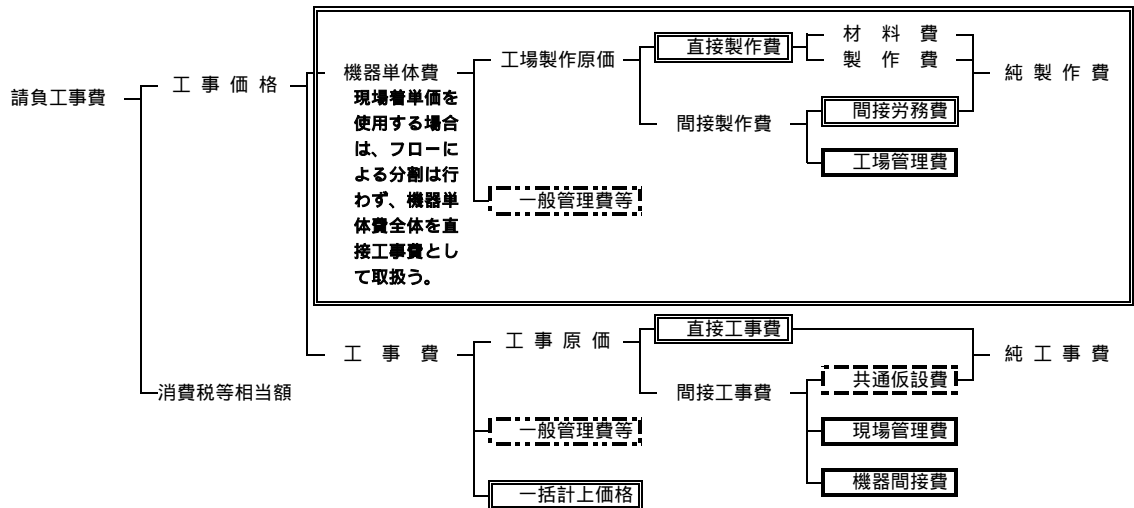 請負工事費
工事価格
機器単体費
現場着単価を
使用する場合
は、フローに
よる分割は行
わず、機器単
体費全体を直
接工事費とし
て取扱う。
工場製作原価
直接製作費
材料費
製作費
純製作費
間接製作費
間接労務費
工場管理費
一般管理費等
工事費
工事原価
直接工事費
純工事費
間接工事費
共通仮設費
現場管理費
機器間接費
一般管理費等
一括計上価格
消費税等相当額